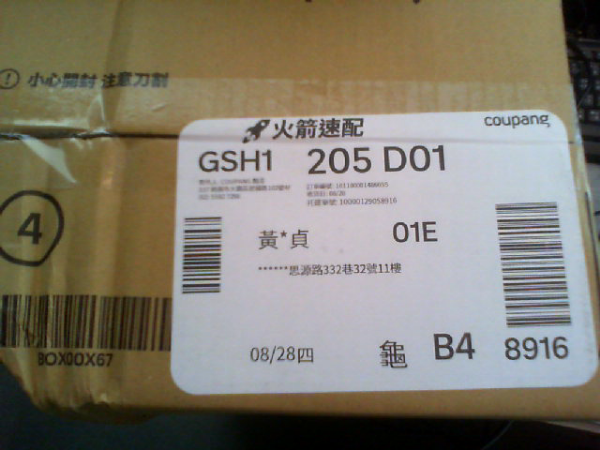 小心開封 注意刀割
火箭速配
coupang
GSH1 205 D01
4
黃*貞
01E
******思源路332巷32號11樓
BOX00X67
08/28四
龜
B4
8916